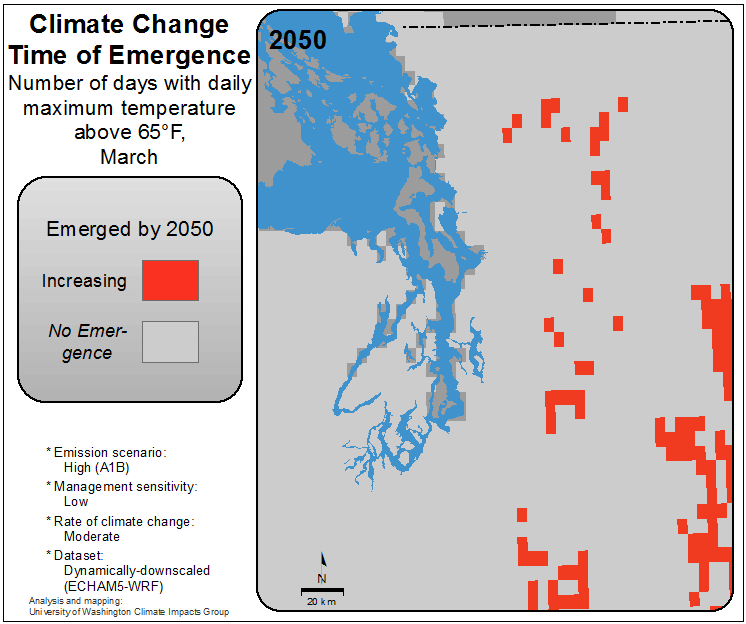 Climate Change
Time of Emergence
Number of days with daily
maximum temperature
above 65°F,
March
2050
Emerged by 2050
Increasing
No Emer-
gence
* Emission scenario:
High (A1B)
* Management sensitivity:
Low
* Rate of climate change:
Moderate
* Dataset:
Dynamically-downscaled
(ECHAM5-WRF)
Analysis and mapping:
University of Washington Climate Impacts Group
N
20 km